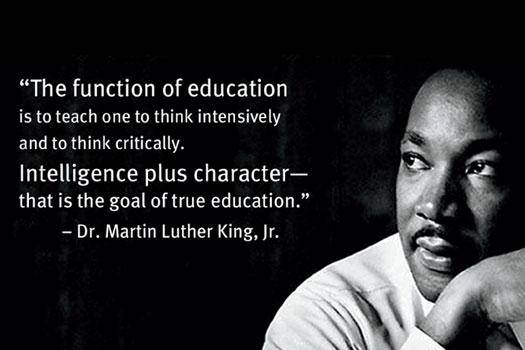 “The function of education
is to teach one to think intensively
and to think critically.
Intelligence plus character—
that is the goal of true education.”
– Dr. Martin Luther King, Jr.